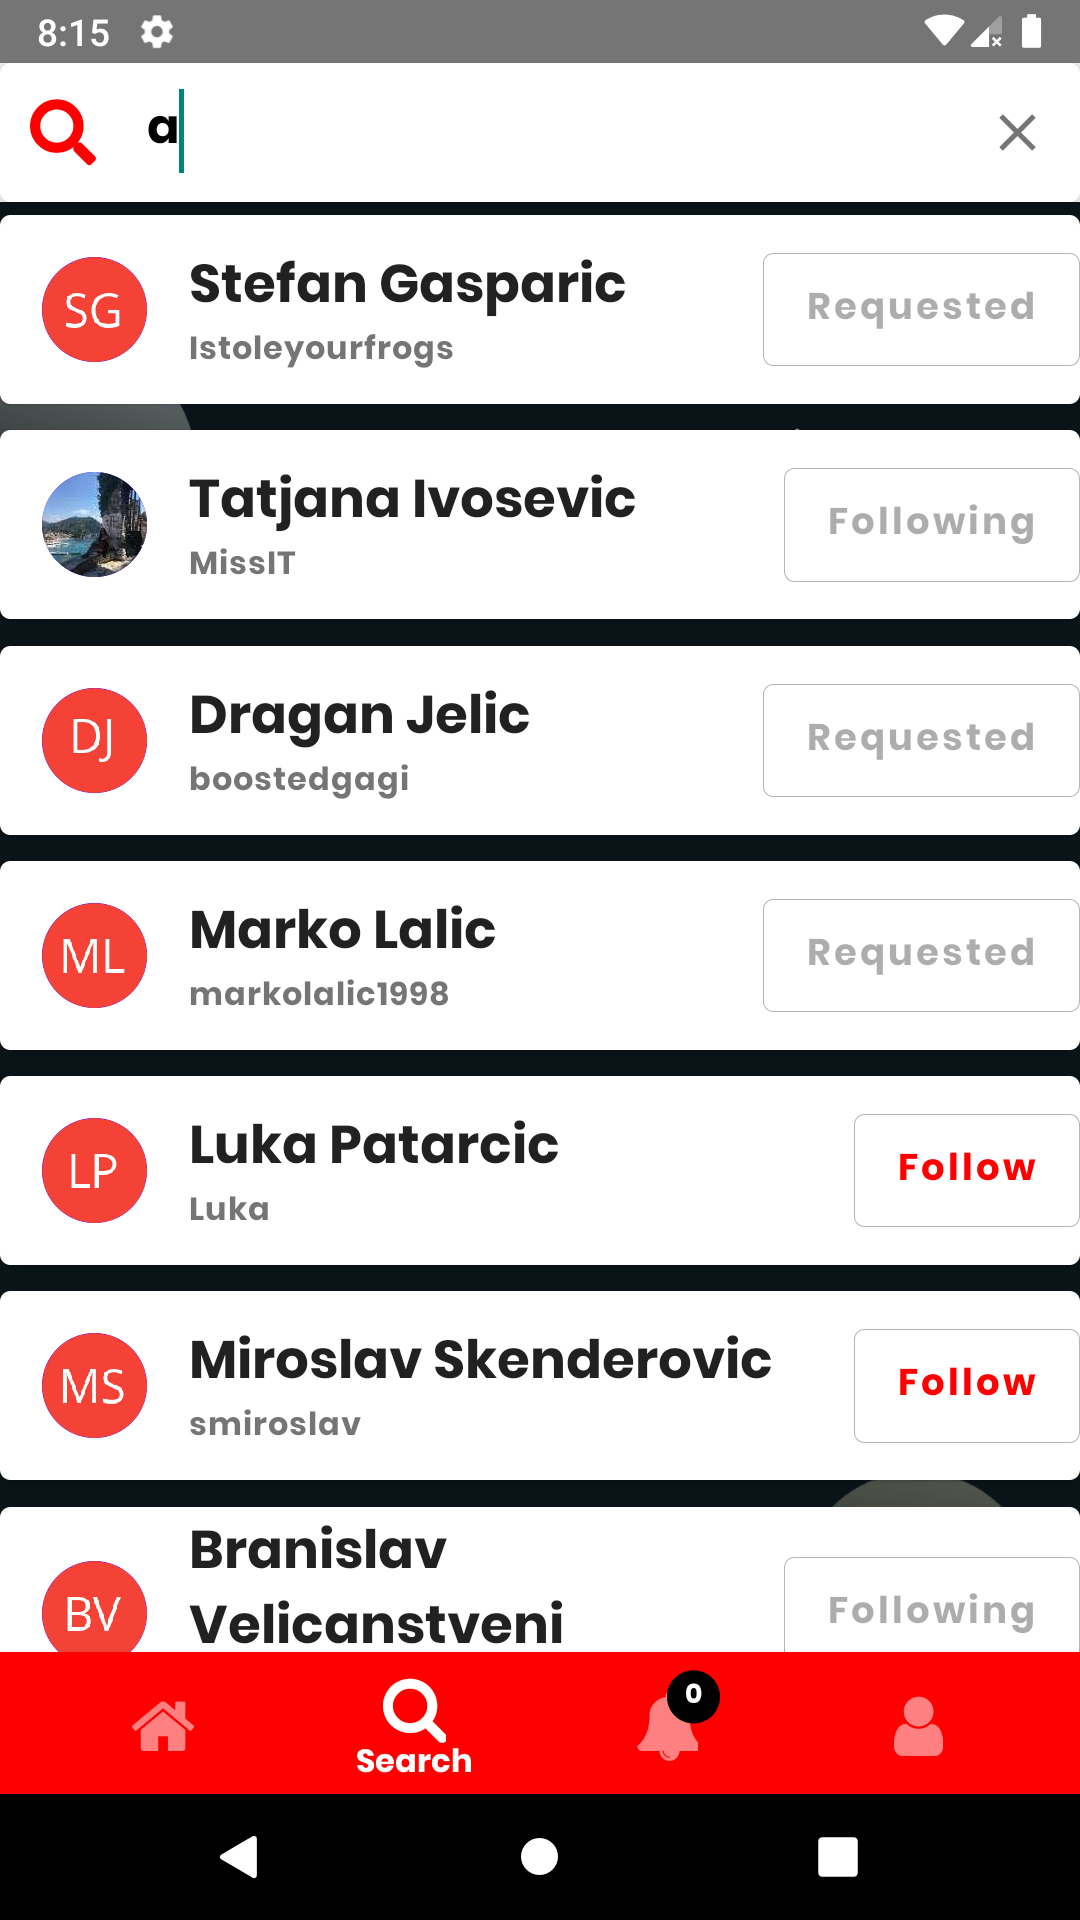 8:15
a
SG
Stefan Gasparic
Istoleyourfrogs
Requested
Tatjana Ivosevic
MissIT
Following
DJ
Dragan Jelic
boostedgagi
Requested
ML
Marko Lalic
markolalic1998
Requested
LP
Luka Patarcic
Luka
Follow
MS
Miroslav Skenderovic
smiroslav
Follow
BV
Branislav
Velicanstveni
Following
Search
0